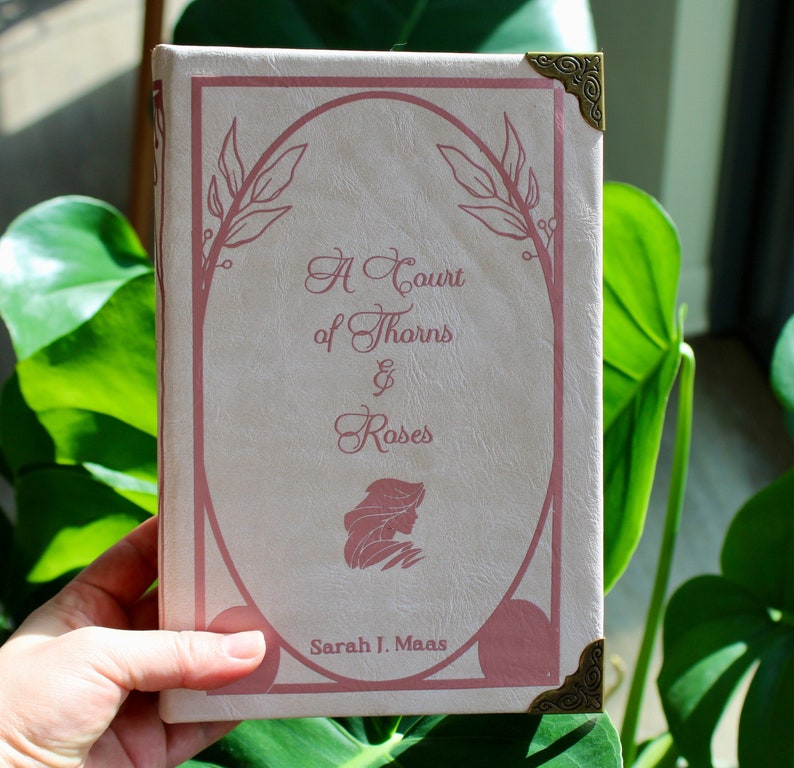 A Court
of Thorns
&
Roses
Sarah J. Maas